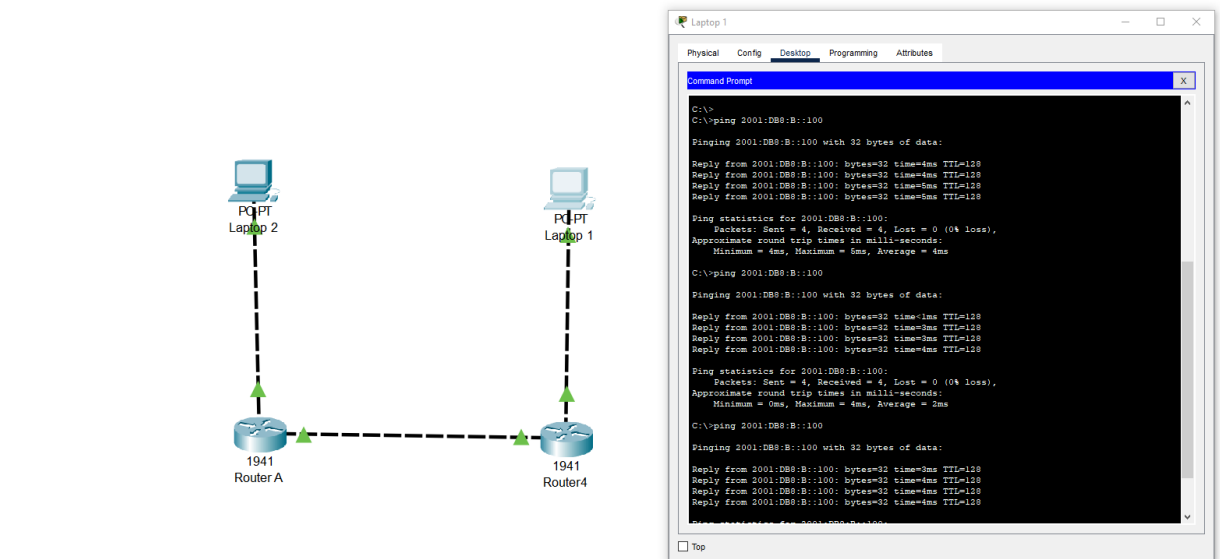 PC-PT
Laptop 2
PC-PT
Laptop 1
1941
Router A
1941
Router4
Laptop 1
Physical Config Desktop Programming Attributes
Command Prompt
X
C:\>
C:\>ping 2001:DB8:B::100
Pinging 2001:DB8:B::100 with 32 bytes of data:
Reply from 2001:DB8:B::100: bytes=32 time=4ms TTL=128
Reply from 2001:DB8:B::100: bytes=32 time=4ms TTL=128
Reply from 2001:DB8:B::100: bytes=32 time=5ms TTL=128
Reply from 2001:DB8:B::100: bytes=32 time=5ms TTL=128
Ping statistics for 2001:DB8:B::100:
Packets: Sent = 4, Received = 4, Lost = 0 (0% loss),
Approximate round trip times in milli-seconds:
Minimum = 4ms, Maximum = 5ms, Average = 4ms
C:\>ping 2001:DB8:B::100
Pinging 2001:DB8:B::100 with 32 bytes of data:
Reply from 2001:DB8:B::100: bytes=32 time<1ms TTL=128
Reply from 2001:DB8:B::100: bytes=32 time=3ms TTL=128
Reply from 2001:DB8:B::100: bytes=32 time=3ms TTL=128
Reply from 2001:DB8:B::100: bytes=32 time=4ms TTL=128
Ping statistics for 2001:DB8:B::100:
Packets: Sent = 4, Received = 4, Lost = 0 (0% loss),
Approximate round trip times in milli-seconds:
Minimum = 0ms, Maximum = 4ms, Average = 2ms
C:\>ping 2001:DB8:B::100
Pinging 2001:DB8:B::100 with 32 bytes of data:
Reply from 2001:DB8:B::100: bytes=32 time=3ms TTL=128
Reply from 2001:DB8:B::100: bytes=32 time=4ms TTL=128
Reply from 2001:DB8:B::100: bytes=32 time=4ms TTL=128
Reply from 2001:DB8:B::100: bytes=32 time=4ms TTL=128
Ping statistics for 2001:DB8:B::100:
Top